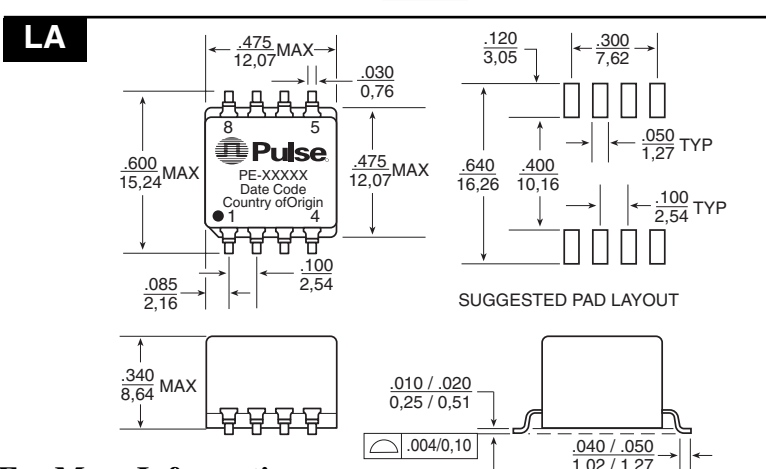 LA
.475
12,07 MAX
.030
0,76
.120
3,05
.300
7,62
8 5
Pulse
PE-XXXXX
Date Code
Country ofOrigin
1 4
.600
15,24 MAX
.475
12,07 MAX
.640
16,26
.400
10,16
.050
1,27 TYP
.100
2,54 TYP
.085
2,16
.100
2,54
SUGGESTED PAD LAYOUT
.340
8,64 MAX
.010 / .020
0,25 / 0,51
.004/0,10
.040 / .050
1,02 / 1,27